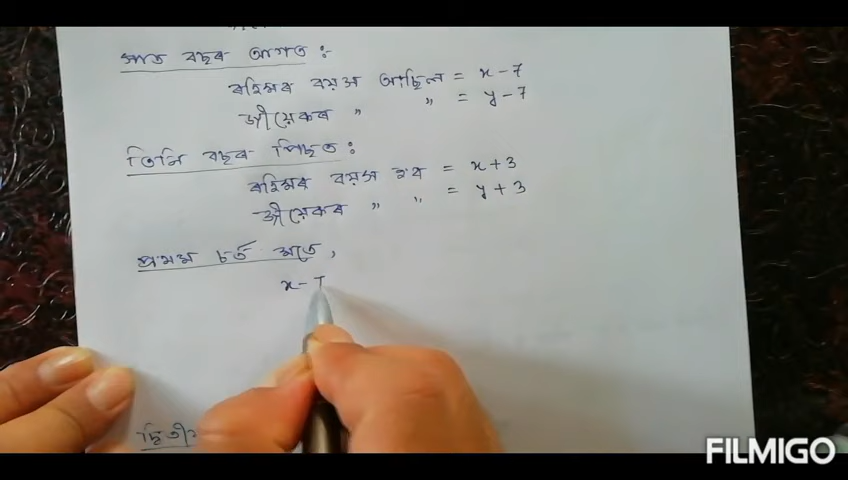 সাত বছৰ আগত :
ৰহিমৰ বয়স আছিল = x - 7
জীয়েকৰ " " = y - 7
তিনি বছৰ পিছত :
ৰহিমৰ বয়স হ'ব = x + 3
জীয়েকৰ " " = y + 3
প্ৰথম চৰ্ত মতে,
x - 7
FILMIGO